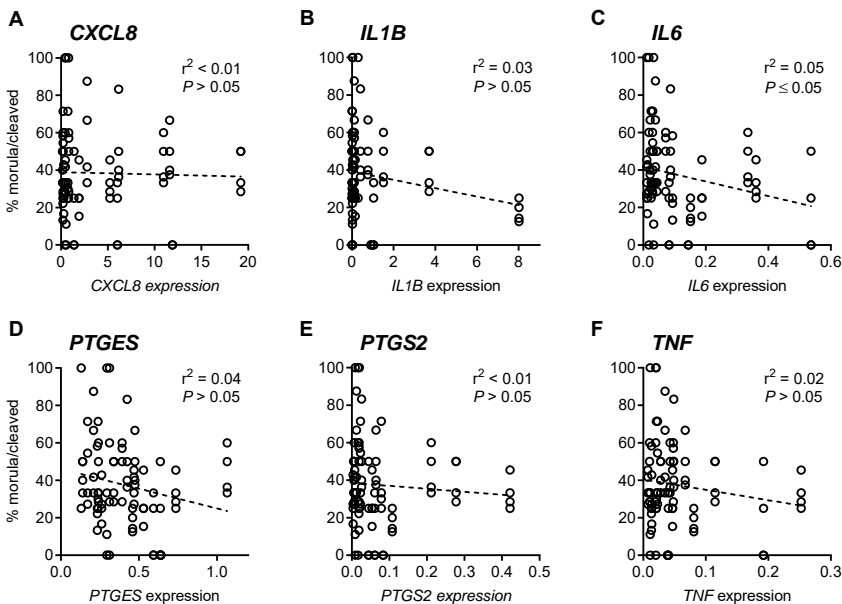 A
CXCL8
r² < 0.01
P > 0.05
% morula/cleaved
100
80
60
40
20
0
0 5 10 15 20
CXCL8 expression
B
IL1B
r² = 0.03
P > 0.05
100
80
60
40
20
0
0 2 4 6 8
IL1B expression
C
IL6
r² = 0.05
P ≤ 0.05
100
80
60
40
20
0
0.0 0.2 0.4 0.6
IL6 expression
D
PTGES
r² = 0.04
P > 0.05
% morula/cleaved
100
80
60
40
20
0
0.0 0.5 1.0
PTGES expression
E
PTGS2
r² < 0.01
P > 0.05
100
80
60
40
20
0
0.0 0.1 0.2 0.3 0.4 0.5
PTGS2 expression
F
TNF
r² = 0.02
P > 0.05
100
80
60
40
20
0
0.0 0.1 0.2 0.3
TNF expression